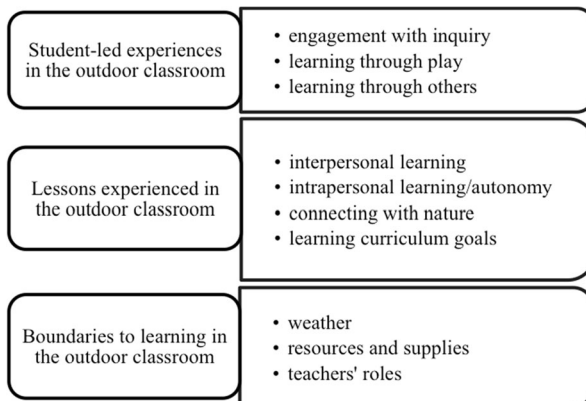 Student-led experiences
in the outdoor classroom
• engagement with inquiry
• learning through play
• learning through others
Lessons experienced in
the outdoor classroom
• interpersonal learning
• intrapersonal learning/autonomy
• connecting with nature
• learning curriculum goals
Boundaries to learning in
the outdoor classroom
• weather
• resources and supplies
• teachers' roles